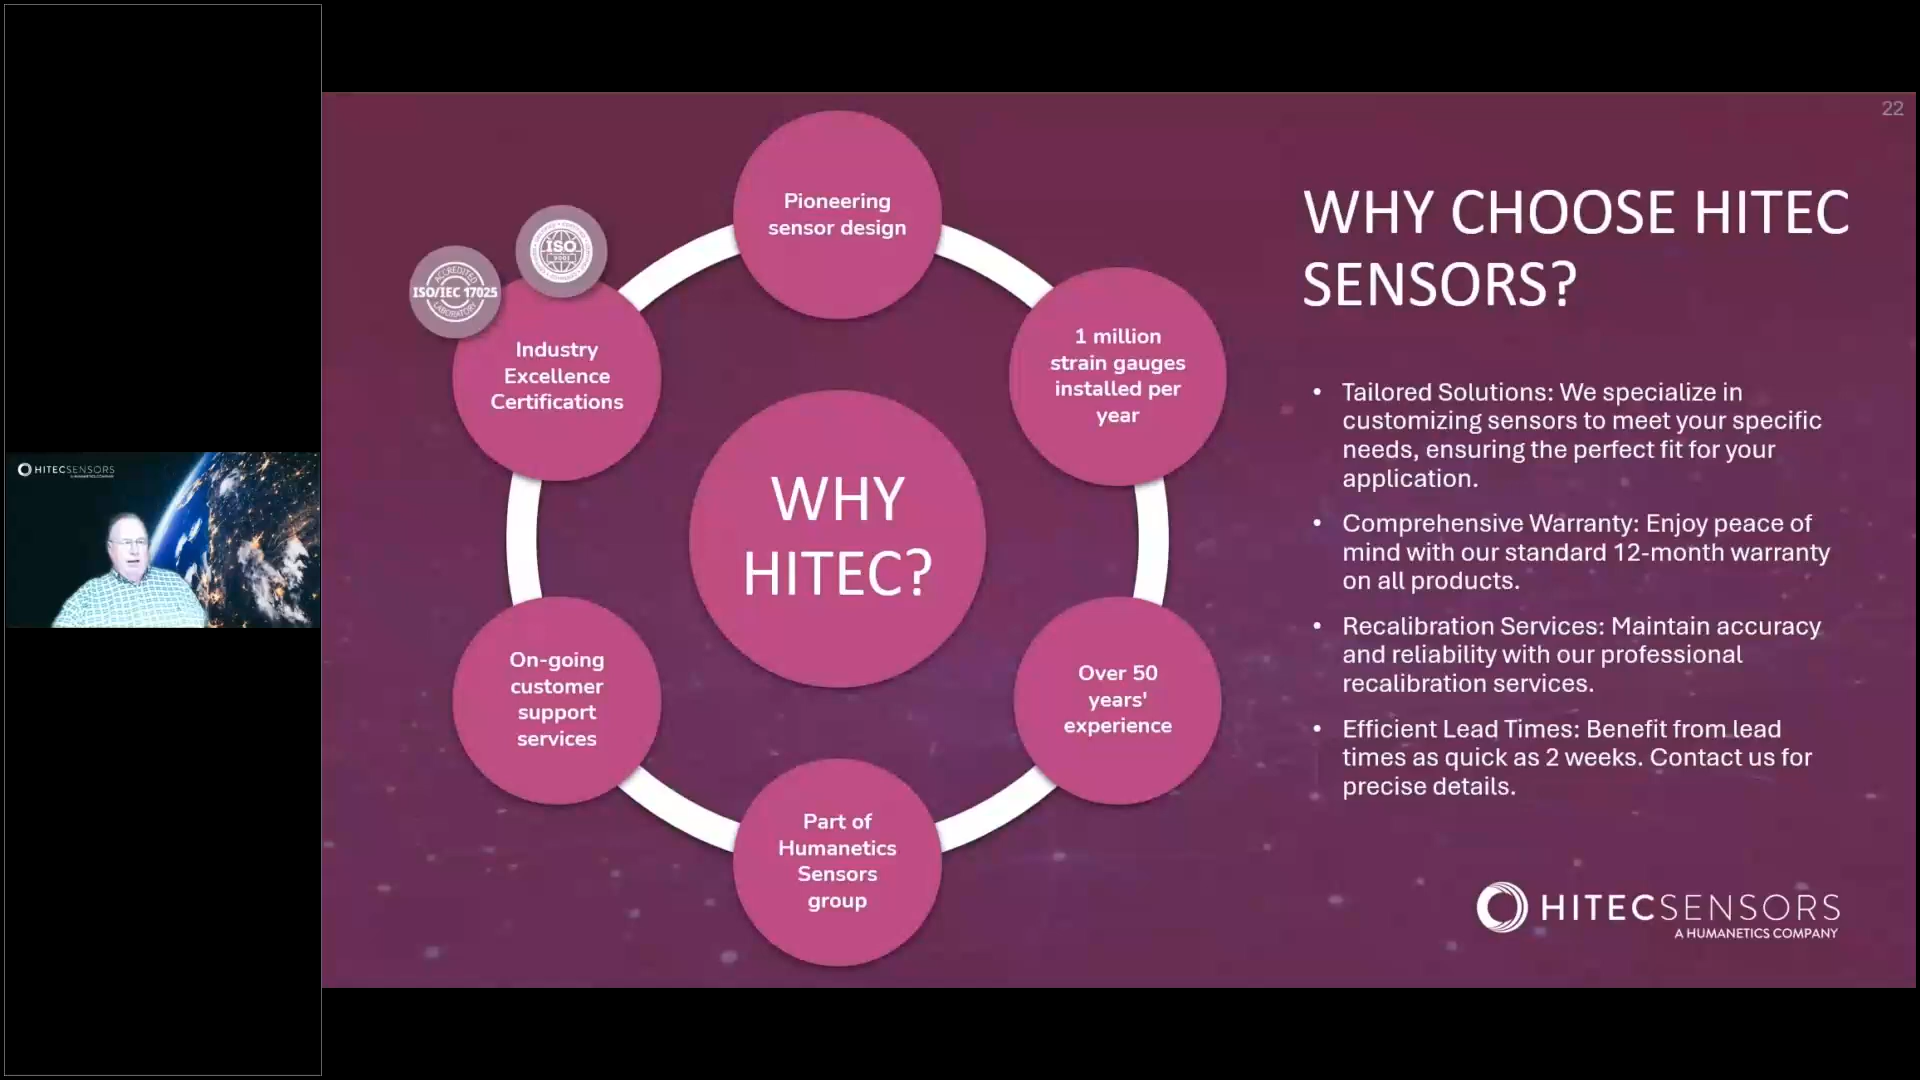 22
WHY CHOOSE HITEC
SENSORS?
Pioneering
sensor design
1 million
strain gauges
installed per
year
Over 50
years'
experience
Part of
Humanetics
Sensors
group
On-going
customer
support
services
Industry
Excellence
Certifications
ACCREDITED
ISO/IEC 17025
LABORATORY
ISO
9001
WHY
HITEC?
• Tailored Solutions: We specialize in
customizing sensors to meet your specific
needs, ensuring the perfect fit for your
application.
• Comprehensive Warranty: Enjoy peace of
mind with our standard 12-month warranty
on all products.
• Recalibration Services: Maintain accuracy
and reliability with our professional
recalibration services.
• Efficient Lead Times: Benefit from lead
times as quick as 2 weeks. Contact us for
precise details.
HITECSENSORS
A HUMANETICS COMPANY
HITECSENSORS
A HUMANETICS COMPANY